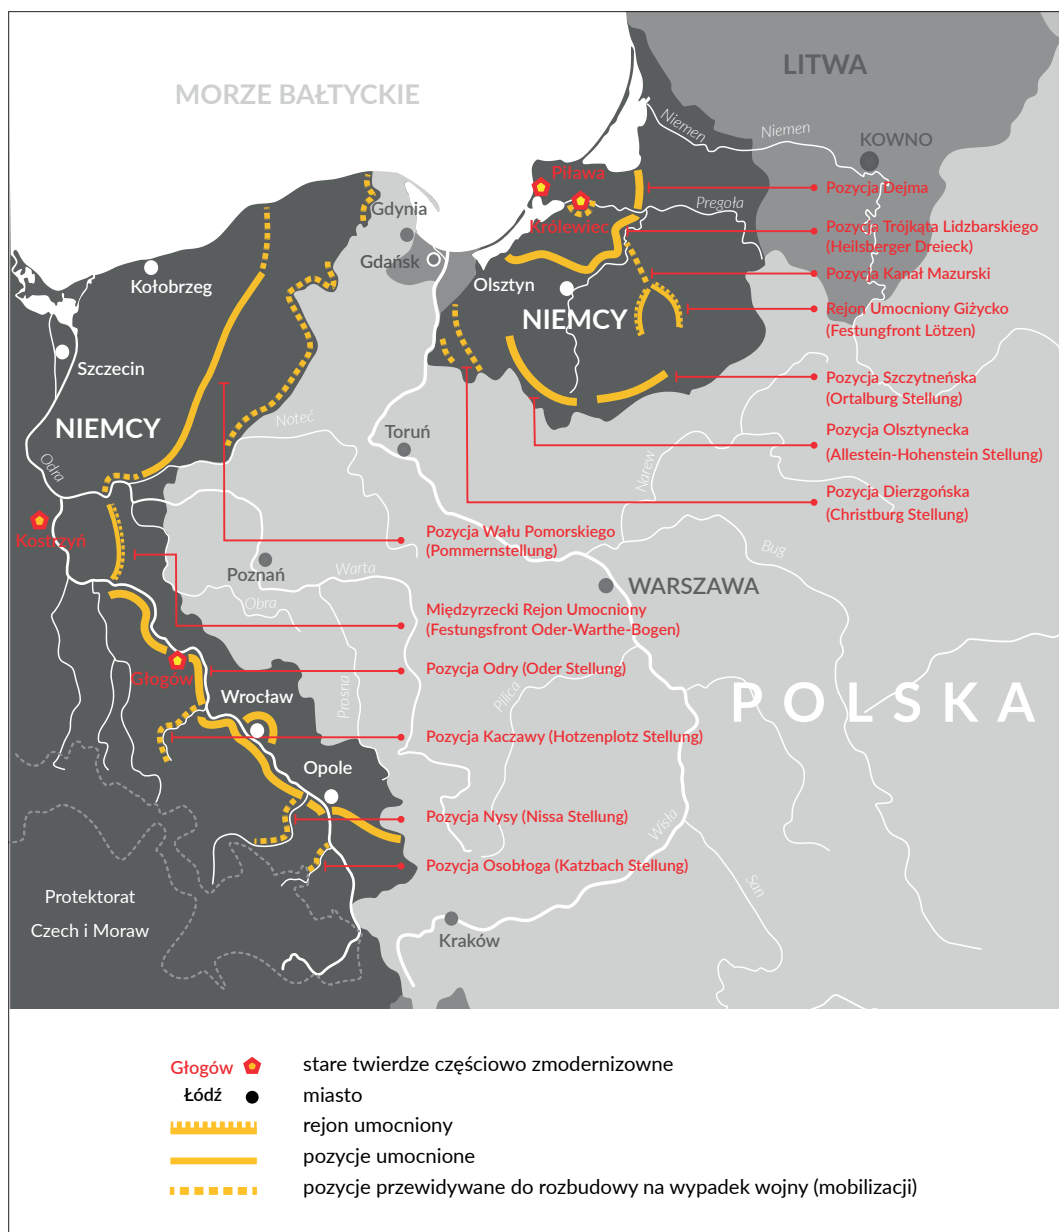 MORZE BAŁTYCKIE
LITWA
Niemen
Niemen
KOWNO
Piława
Królewiec
Pregoła
Pozycja Dejma
Gdynia
Gdańsk
Pozycja Trójkąta Lidzbarskiego
(Heilsberger Dreieck)
Kołobrzeg
Olsztyn
Pozycja Kanał Mazurski
NIEMCY
Rejon Umocniony Giżycko
(Festungfront Lötzen)
Szczecin
Pozycja Szczytneńska
(Ortalburg Stellung)
NIEMCY
Noteć
Toruń
Pozycja Olsztynecka
(Allestein-Hohenstein Stellung)
Odra
Narew
Pozycja Dierzgońska
(Christburg Stellung)
Kostrzyń
Pozycja Wału Pomorskiego
(Pommernstellung)
Bug
Poznań
Warta
WARSZAWA
Obra
Międzyrzecki Rejon Umocniony
(Festungsfront Oder-Warthe-Bogen)
Głogów
Pozycja Odry (Oder Stellung)
Wrocław
Prosna
Pilica
POLSKA
Pozycja Kaczawy (Hotzenplotz Stellung)
Opole
Pozycja Nysy (Nissa Stellung)
Wisła
Pozycja Osobłoga (Katzbach Stellung)
San
Protektorat
Czech i Moraw
Kraków
Głogów stare twierdze częściowo zmodernizowne
Łódź miasto
rejon umocniony
pozycje umocnione
pozycje przewidywane do rozbudowy na wypadek wojny (mobilizacji)